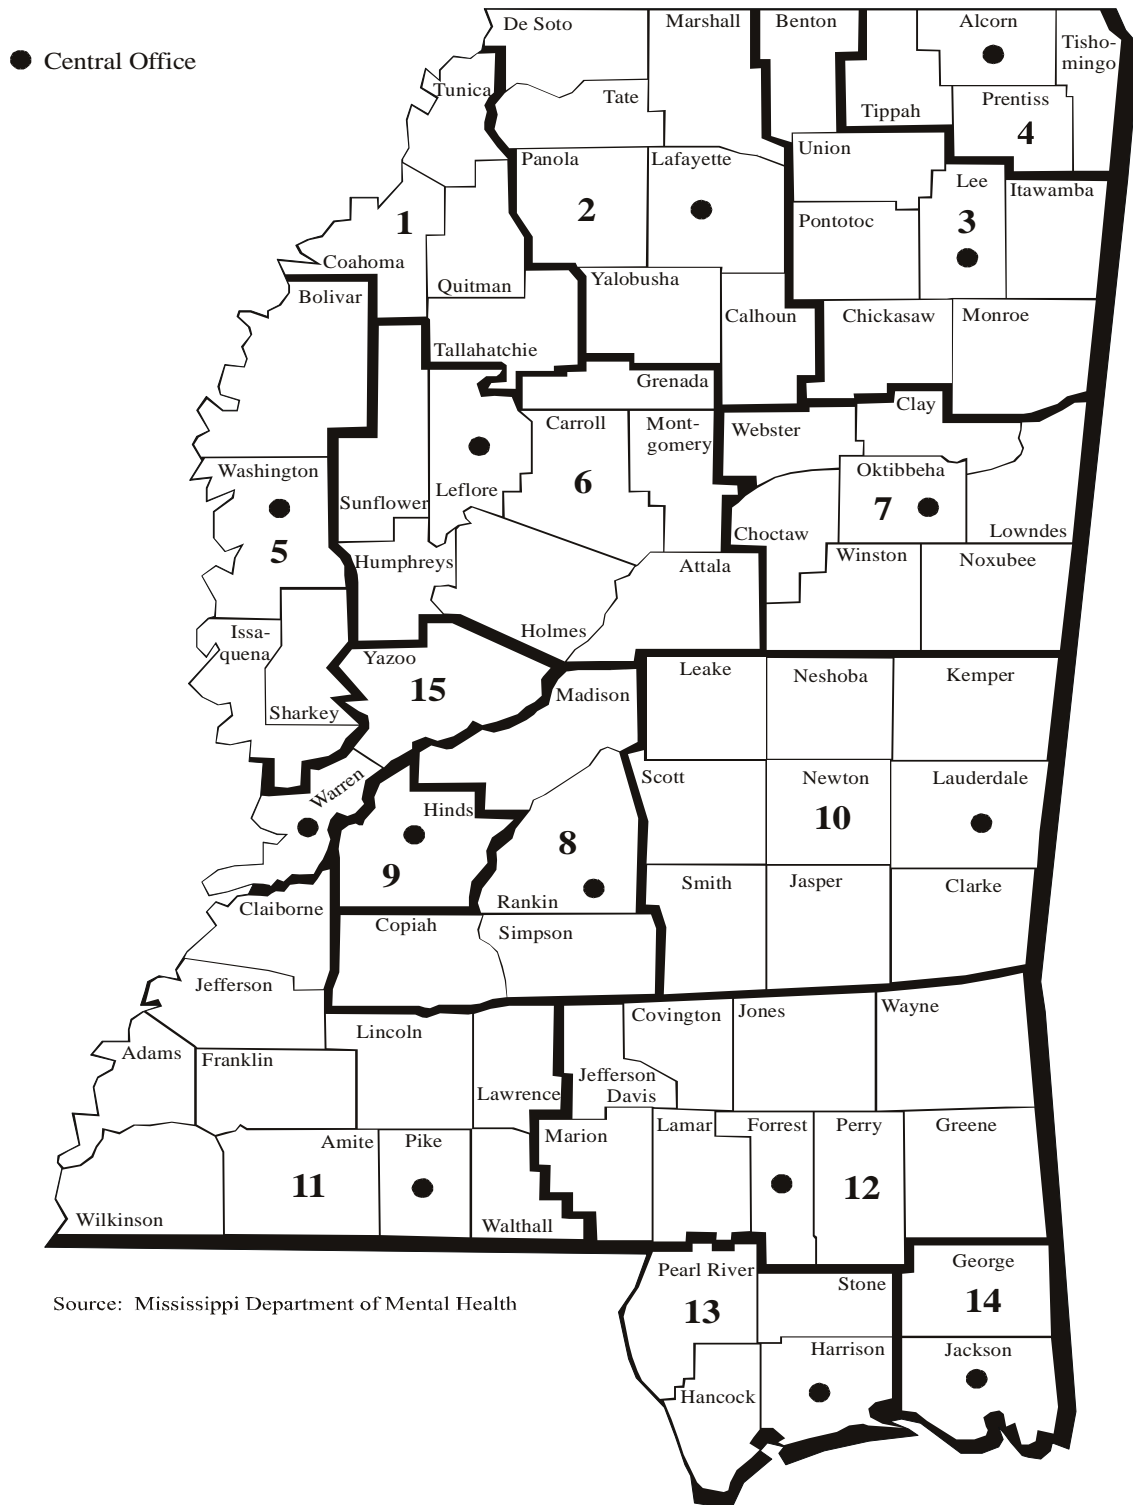 De Soto
Marshall
Benton
Alcorn
Tisho-
mingo
Central Office
Tunica
Tate
Tippah
Prentiss
4
Union
Panola
Lafayette
Lee
Itawamba
2
1
Pontotoc
3
Coahoma
Quitman
Yalobusha
Bolivar
Calhoun
Chickasaw
Monroe
Tallahatchie
Grenada
Clay
Carroll
Mont-
gomery
Webster
Washington
Oktibbeha
Sunflower
Leflore
6
7
5
Choctaw
Lowndes
Humphreys
Attala
Winston
Noxubee
Issa-
quena
Holmes
Yazoo
15
Leake
Neshoba
Kemper
Madison
Sharkey
Warren
Scott
Newton
Lauderdale
Hinds
10
8
9
Smith
Jasper
Clarke
Rankin
Claiborne
Copiah
Simpson
Jefferson
Lincoln
Covington
Jones
Wayne
Adams
Franklin
Jefferson
Davis
Lawrence
Amite
Pike
Marion
Lamar
Forrest
Perry
Greene
11
12
Wilkinson
Walthall
Pearl River
Stone
George
Source: Mississippi Department of Mental Health
13
14
Harrison
Jackson
Hancock